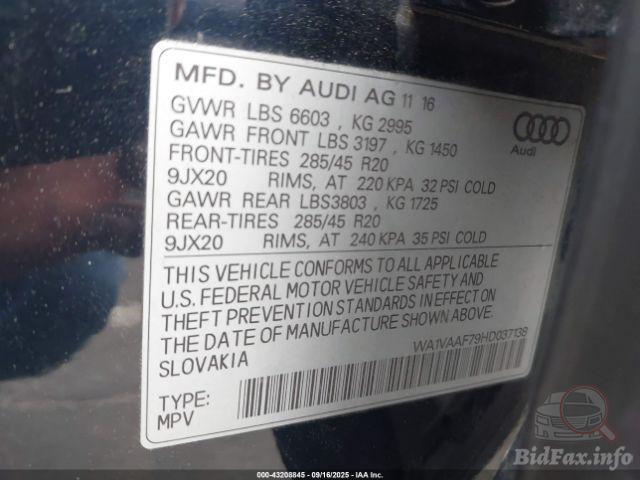 MFD. BY AUDI AG 11 16
GVWR LBS 6603 , KG 2995
GAWR FRONT LBS 3197 , KG 1450
FRONT-TIRES 285/45 R20
9JX20 RIMS, AT 220 KPA 32 PSI COLD
GAWR REAR LBS3803 , KG 1725
REAR-TIRES 285/45 R20
9JX20 RIMS, AT 240 KPA 35 PSI COLD
Audi
THIS VEHICLE CONFORMS TO ALL APPLICABLE
U.S. FEDERAL MOTOR VEHICLE SAFETY AND
THEFT PREVENTION STANDARDS IN EFFECT ON
THE DATE OF MANUFACTURE SHOWN ABOVE.
SLOVAKIA
WA1VAAF79HD037138
TYPE:
MPV
000-43208845 - 09/16/2025 - IAA Inc.
BidFax.info